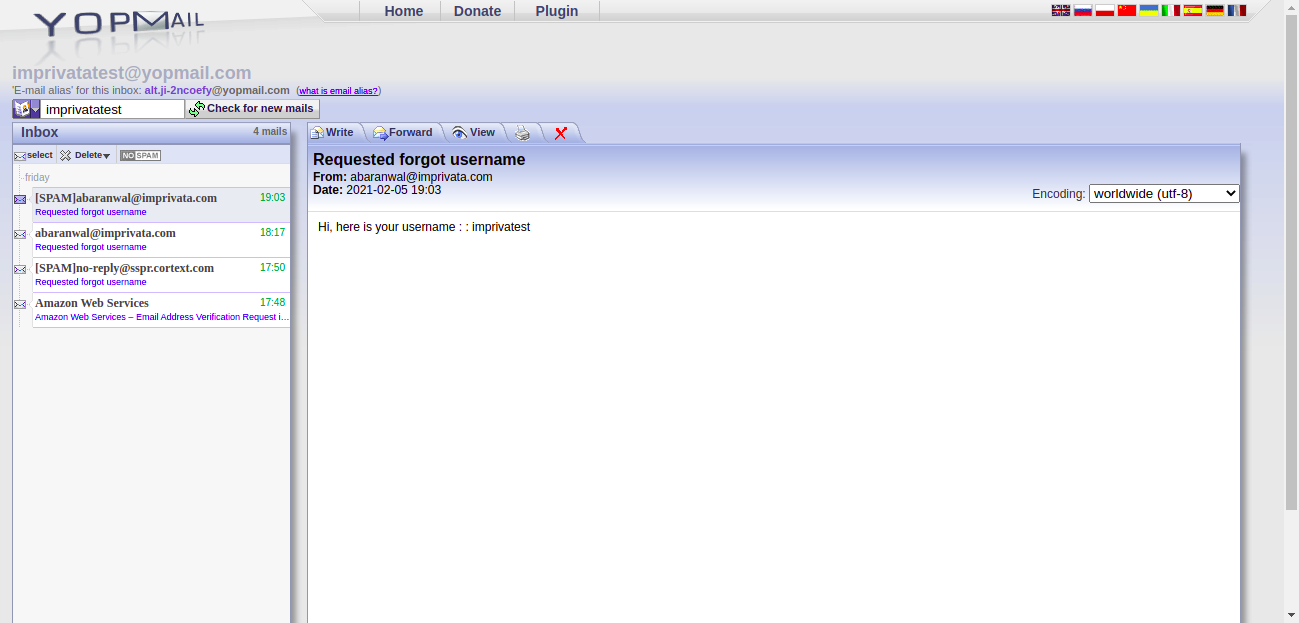 YOPMAIL
Home Donate Plugin
imprivatatest@yopmail.com
'E-mail alias' for this inbox: alt.ji-2ncoefy@yopmail.com (what is email alias?)
imprivatatest Check for new mails
Inbox 4 mails
select Delete NO SPAM
friday
[SPAM]abaranwal@imprivata.com 19:03
Requested forgot username
abaranwal@imprivata.com 18:17
Requested forgot username
[SPAM]no-reply@sspr.cortext.com 17:50
Requested forgot username
Amazon Web Services 17:48
Amazon Web Services – Email Address Verification Request i...
Write Forward View
Requested forgot username
From: abaranwal@imprivata.com
Date: 2021-02-05 19:03
Encoding: worldwide (utf-8)
Hi, here is your username : : imprivatest